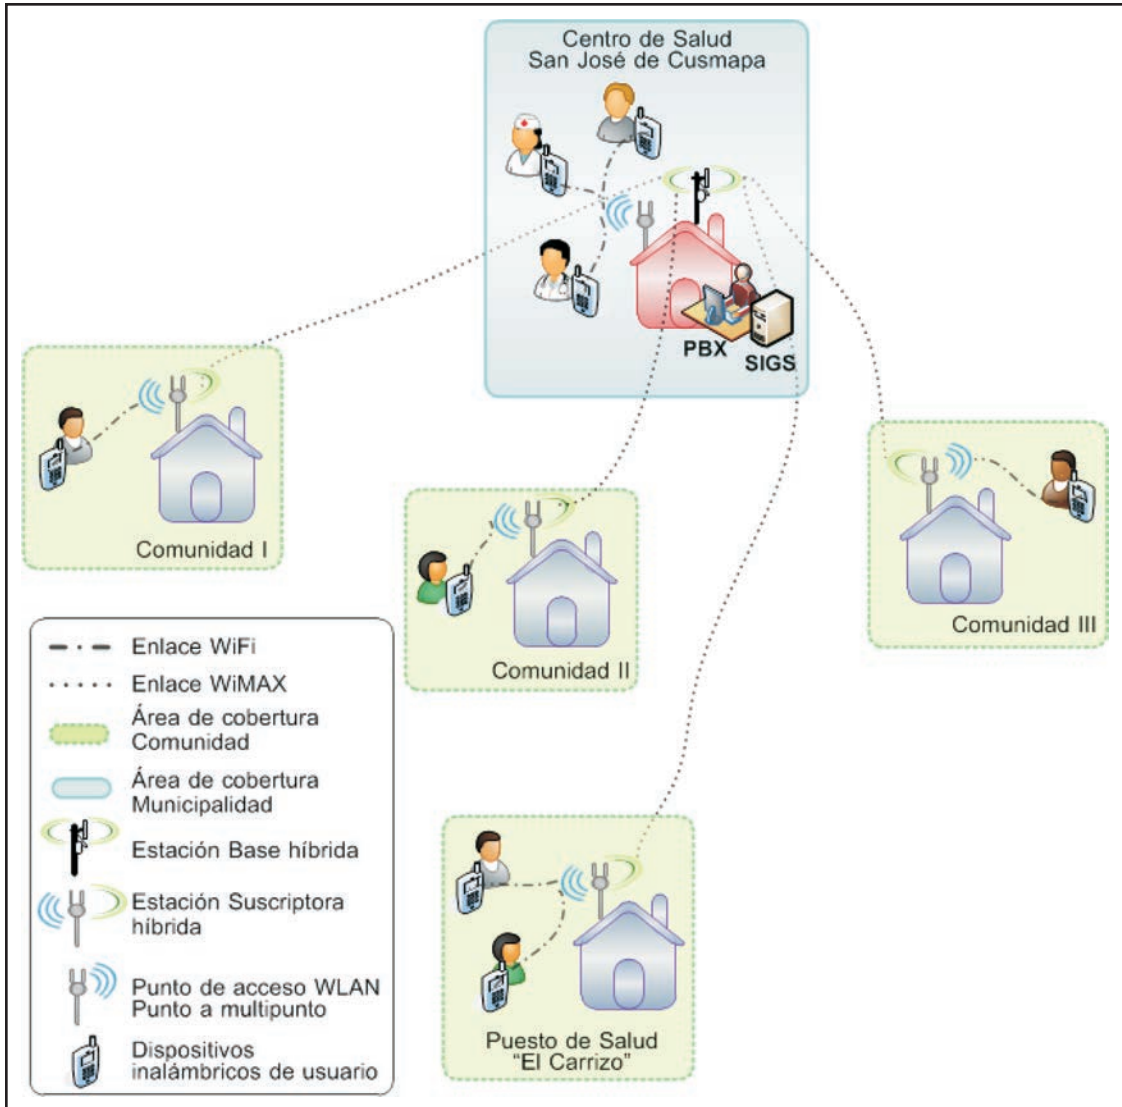 Centro de Salud
San José de Cusmapa
PBX
SIGS
Comunidad I
Comunidad II
Comunidad III
Enlace WiFi
Enlace WiMAX
Área de cobertura
Comunidad
Área de cobertura
Municipalidad
Estación Base híbrida
Estación Suscriptora
híbrida
Punto de acceso WLAN
Punto a multipunto
Dispositivos
inalámbricos de usuario
Puesto de Salud
“El Carrizo”